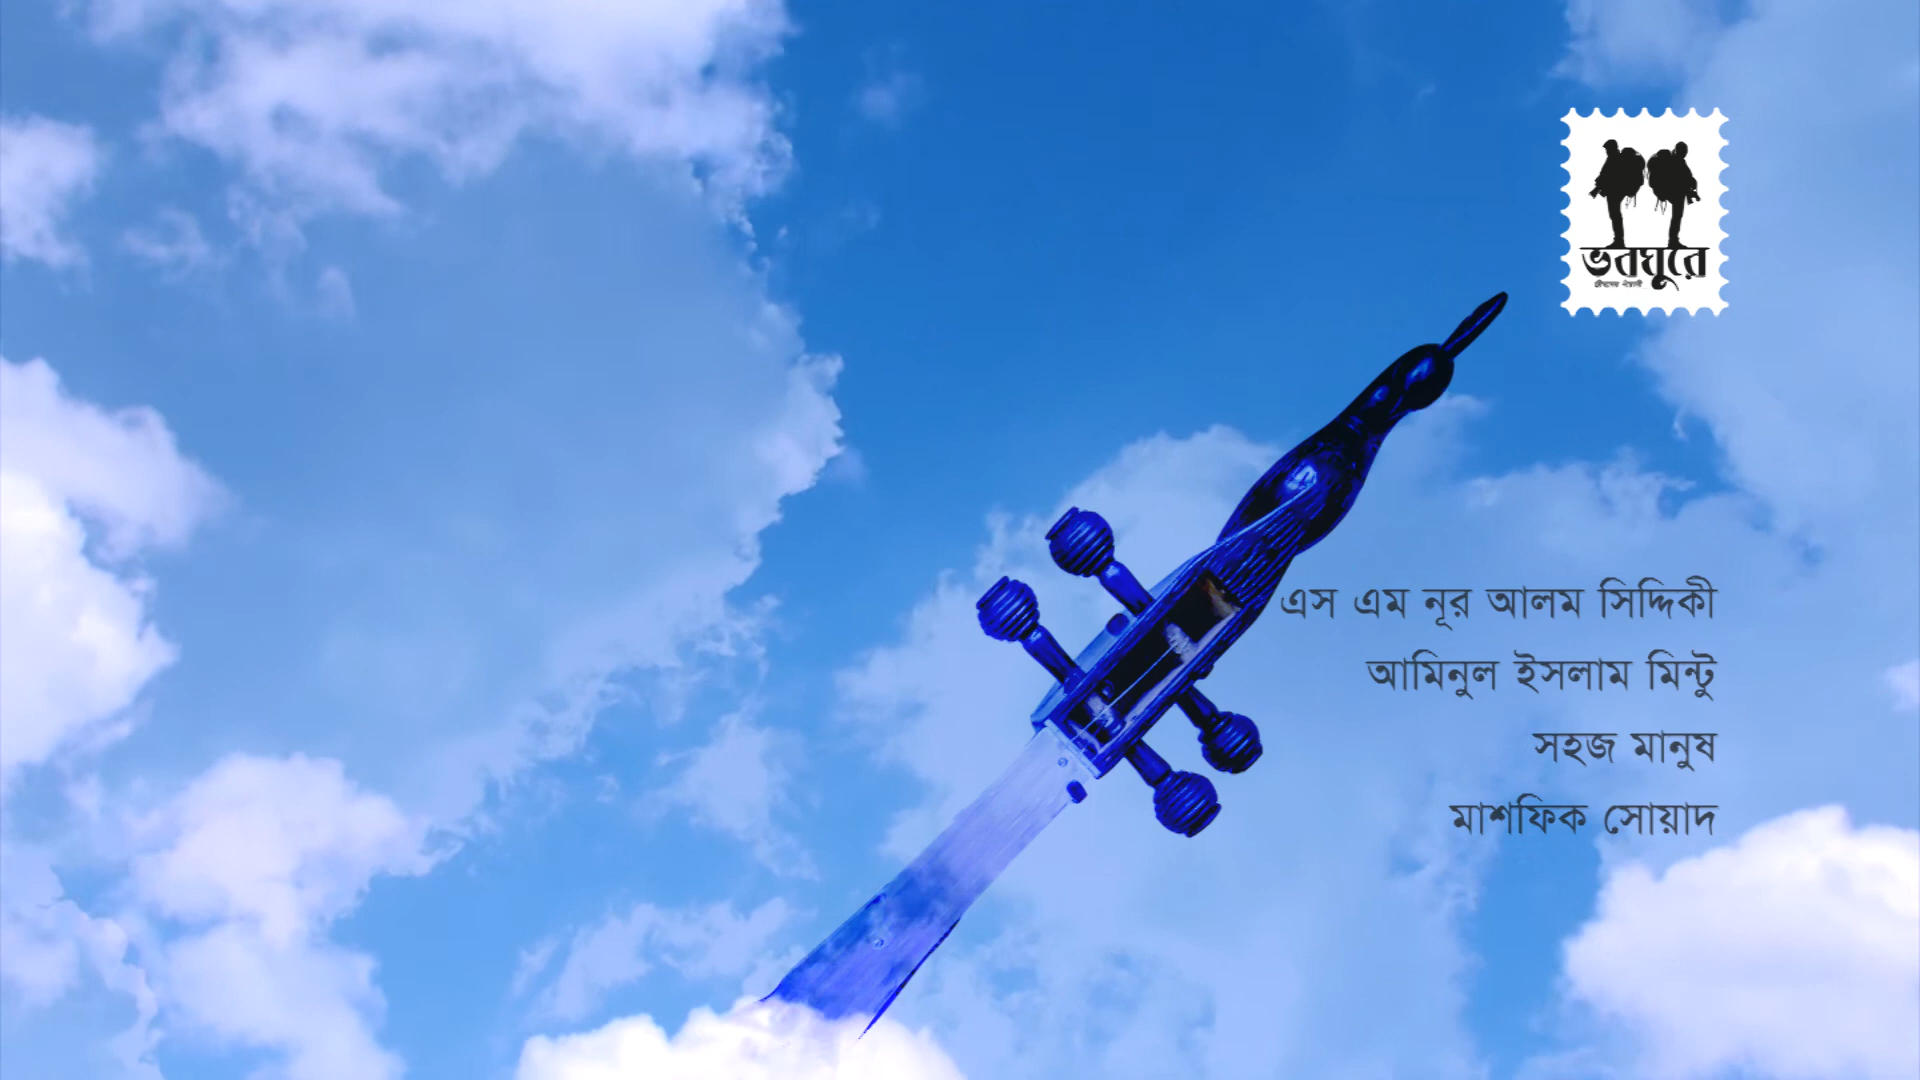 ভবঘুরে
এস এম নূর আলম সিদ্দিকী
আমিনুল ইসলাম মিন্টু
সহজ মানুষ
মাশফিক সোয়াদ